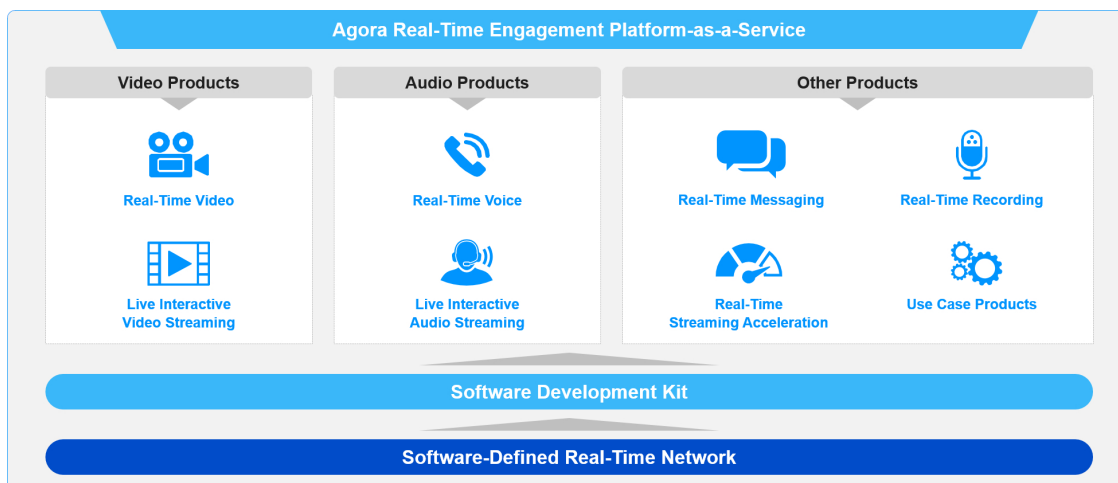 Agora Real-Time Engagement Platform-as-a-Service
Video Products
Real-Time Video
Live Interactive
Video Streaming
Audio Products
Real-Time Voice
Live Interactive
Audio Streaming
Other Products
Real-Time Messaging
Real-Time Recording
Real-Time
Streaming Acceleration
Use Case Products
Software Development Kit
Software-Defined Real-Time Network